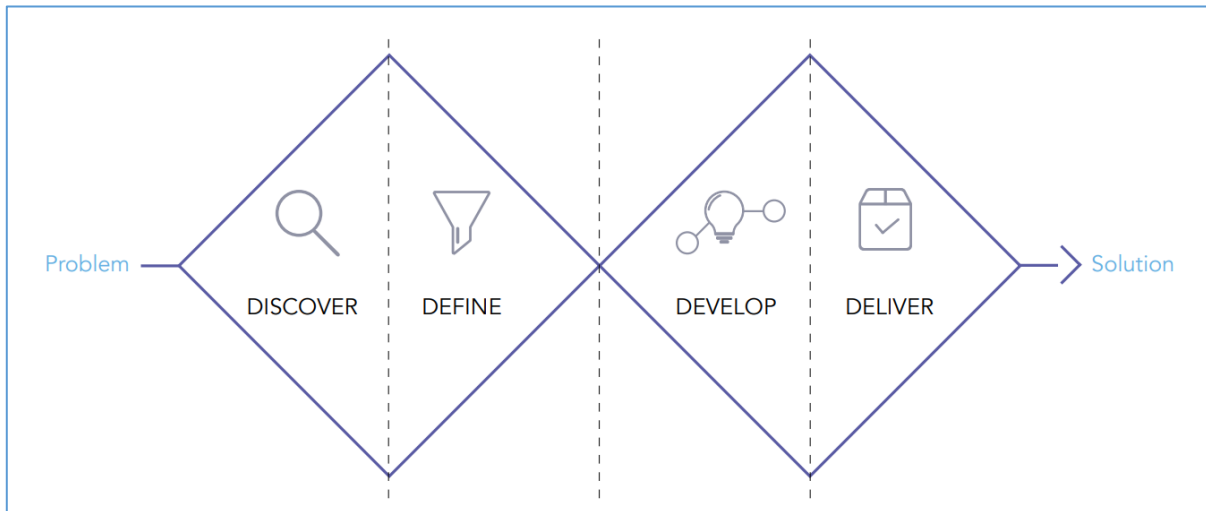 Problem
DISCOVER
DEFINE
DEVELOP
DELIVER
Solution